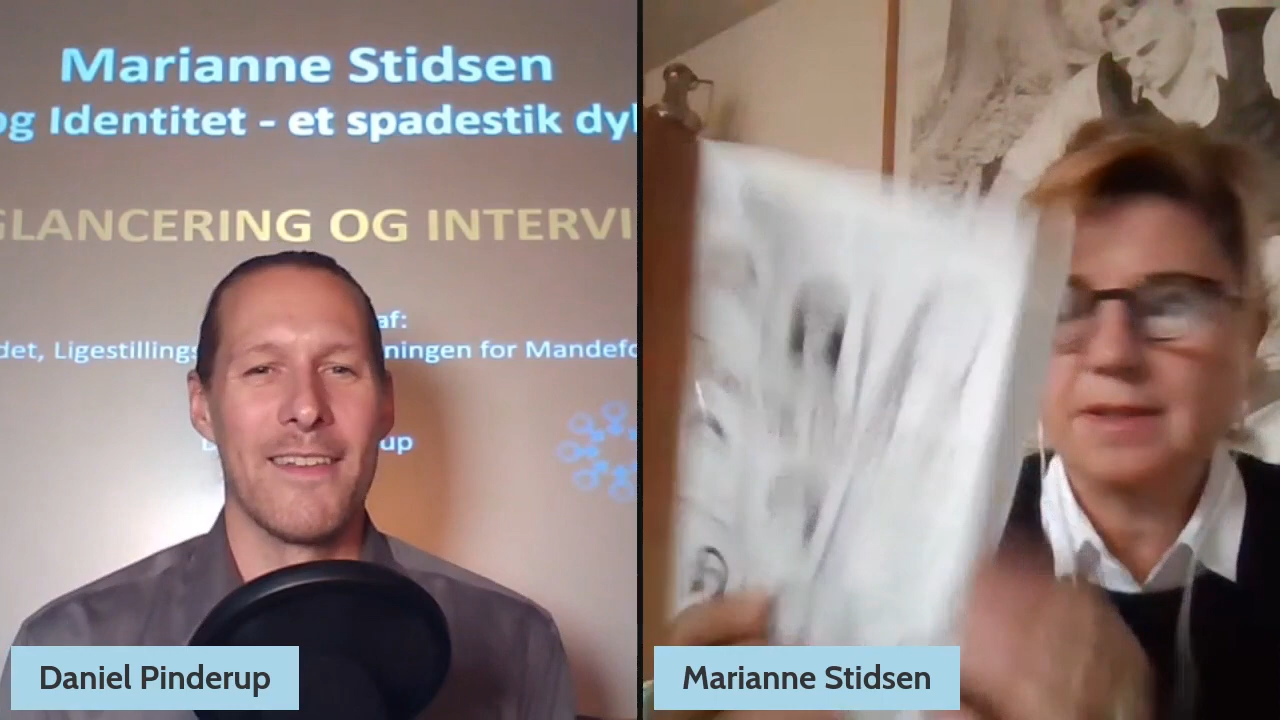 Marianne Stidsen
og Identitet - et spadestik dyb
GLANCERING OG INTERVI
af:
det, Ligestillings
ningen for Mandefo
up
Daniel Pinderup
Marianne Stidsen